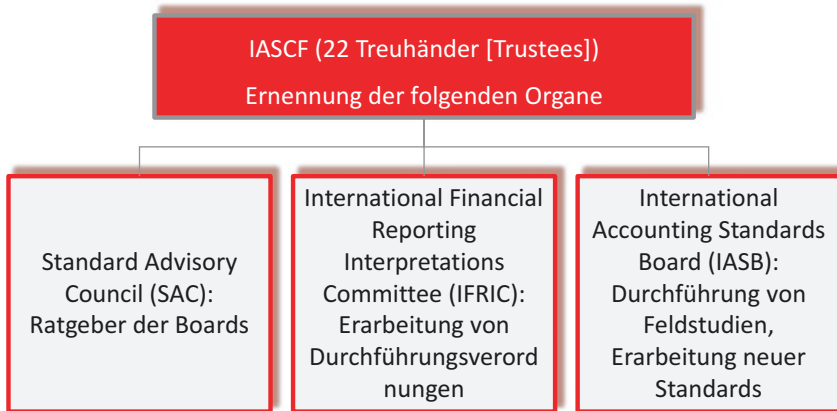 IASCF (22 Treuhänder [Trustees])
Ernennung der folgenden Organe
Standard Advisory
Council (SAC):
Ratgeber der Boards
International Financial
Reporting
Interpretations
Committee (IFRIC):
Erarbeitung von
Durchführungsverord
nungen
International
Accounting Standards
Board (IASB):
Durchführung von
Feldstudien,
Erarbeitung neuer
Standards